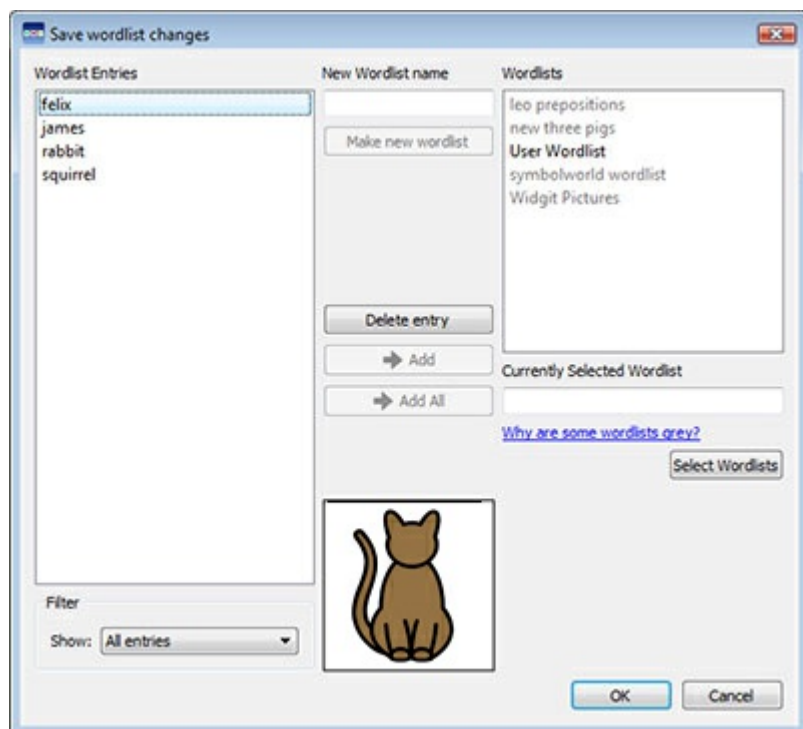 Save wordlist changes
Wordlist Entries
felix
james
rabbit
squirrel
Filter
Show: All entries
New Wordlist name
Make new wordlist
Delete entry
Add
Add All
Wordlists
leo prepositions
new three pigs
User Wordlist
symbolworld wordlist
Widgit Pictures
Currently Selected Wordlist
Why are some wordlists grey?
Select Wordlists
OK
Cancel